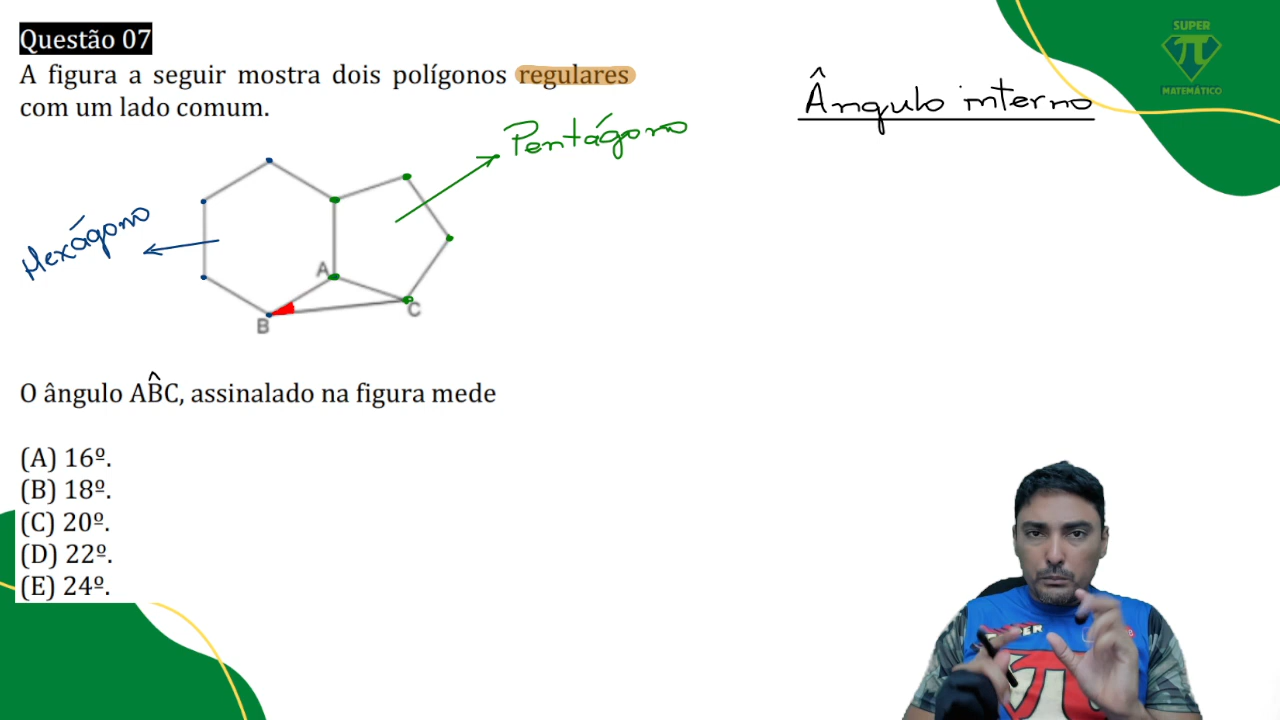 Questão 07
A figura a seguir mostra dois polígonos regulares
com um lado comum.
Ângulo interno
SUPER
π
MATEMÁTICO
Pentágono
Hexágono
A
C
B
O ângulo AB̂C, assinalado na figura mede
(A) 16º.
(B) 18º.
(C) 20º.
(D) 22º.
(E) 24º.
π